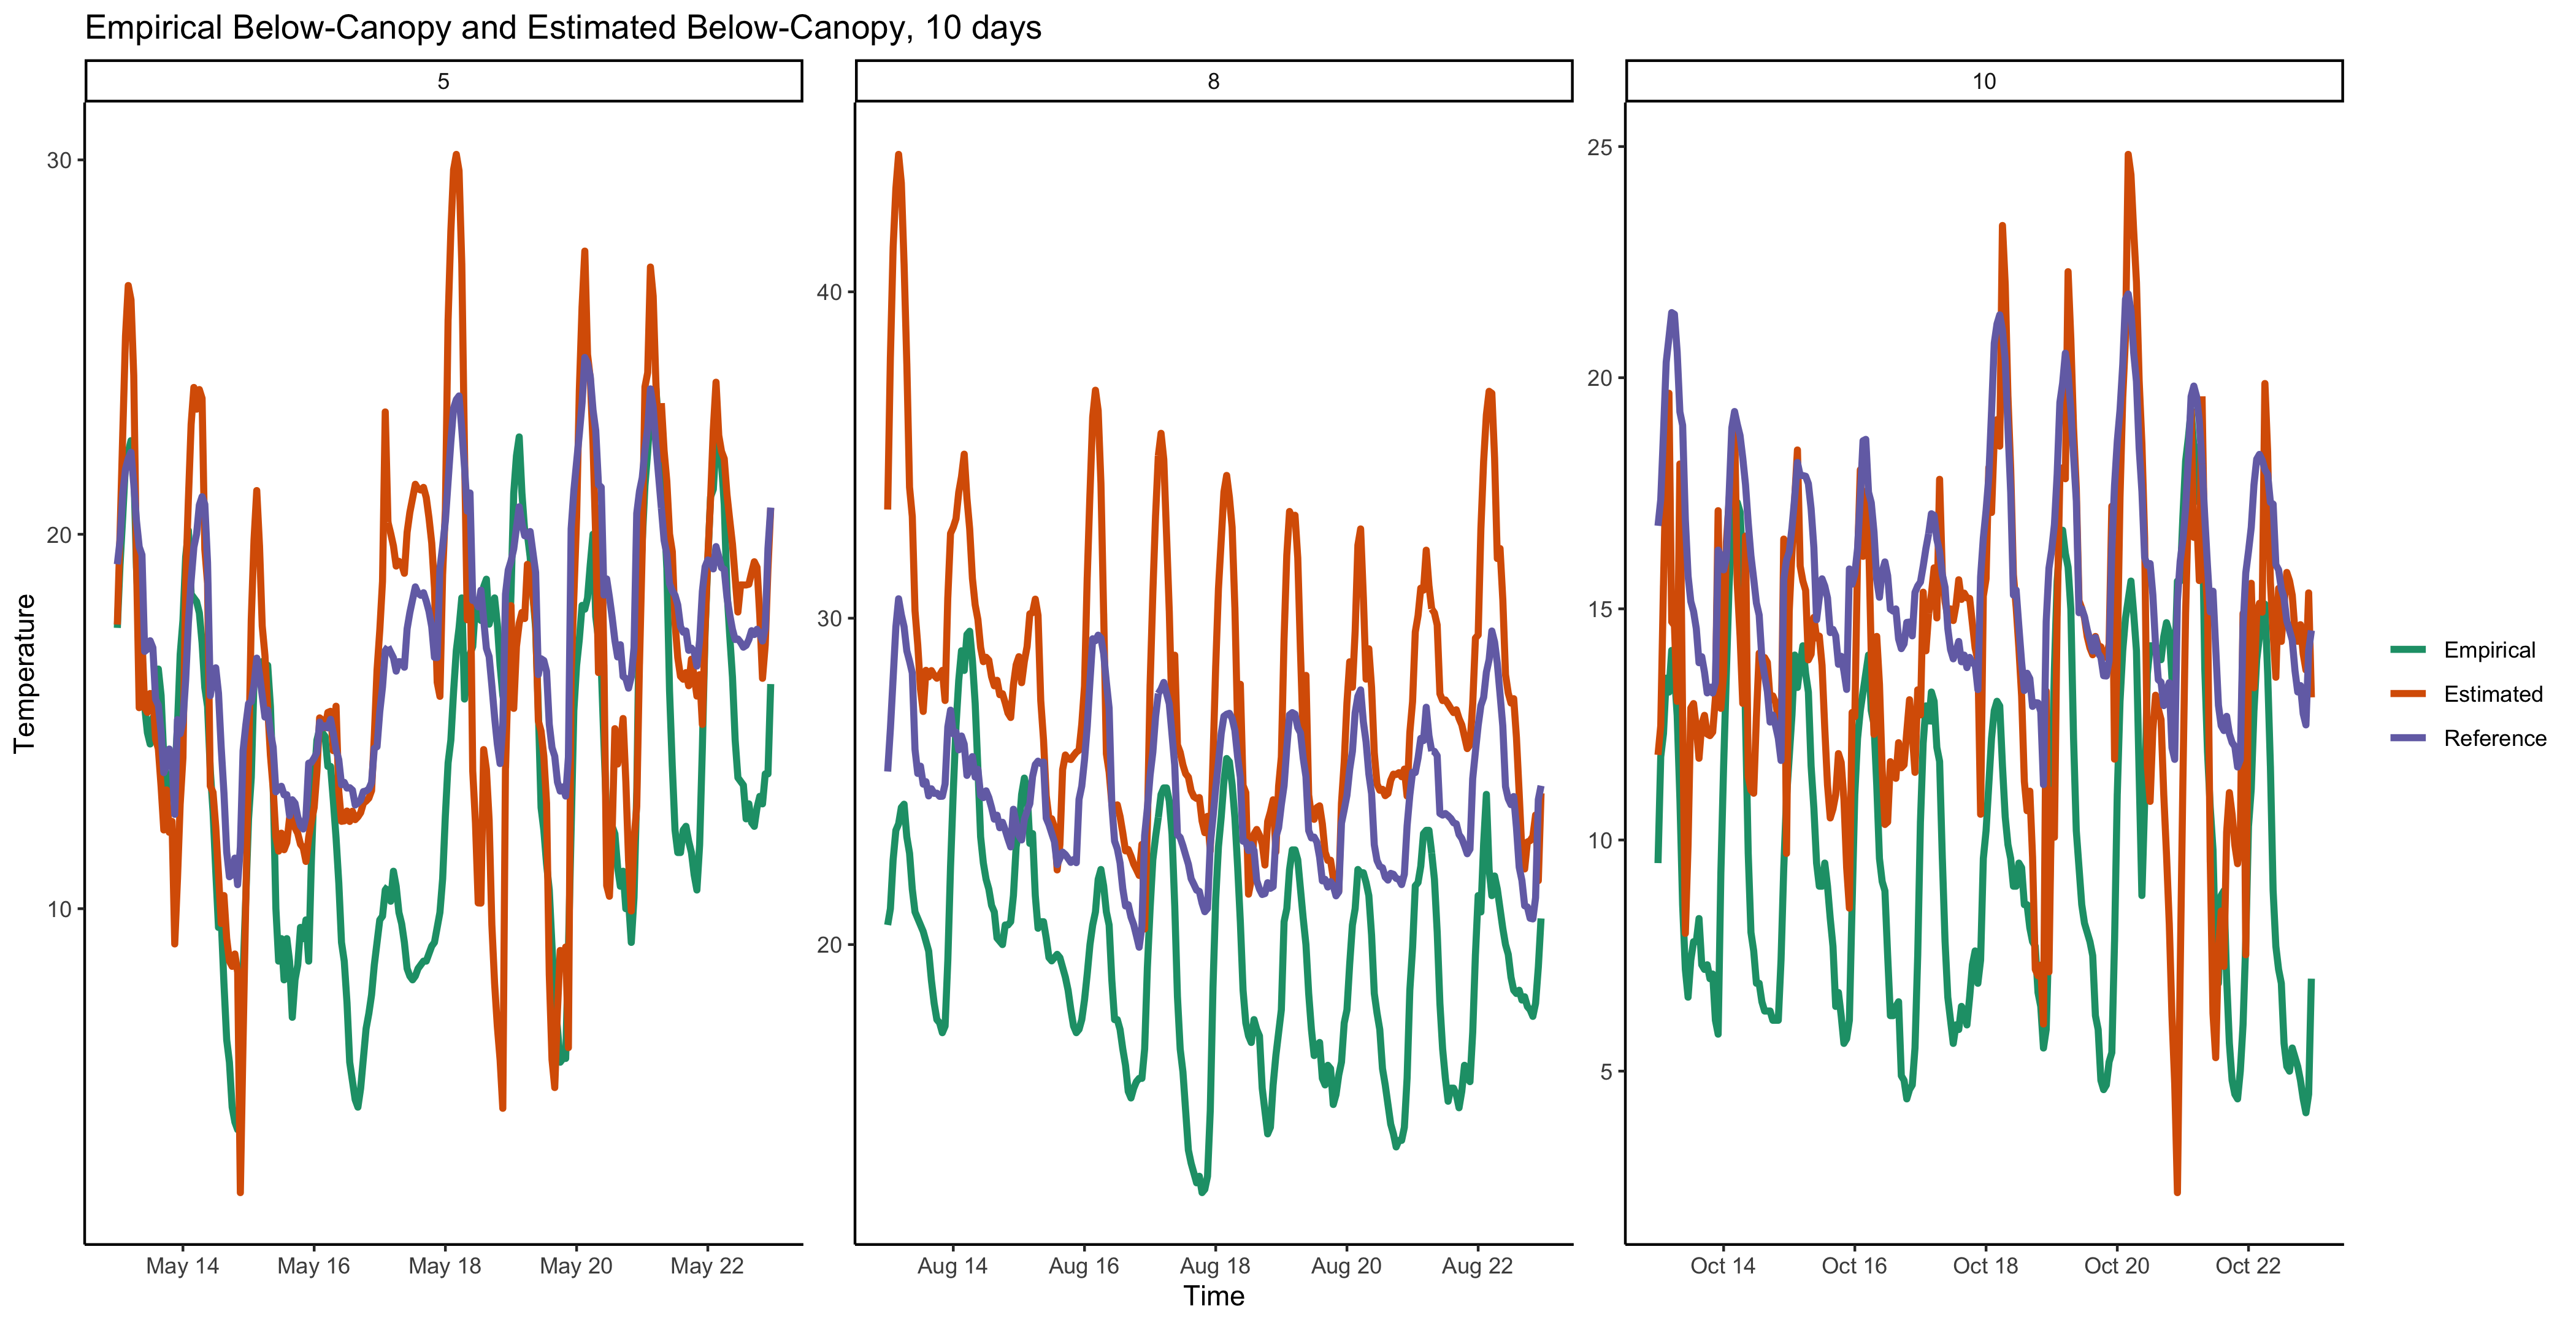 Empirical Below-Canopy and Estimated Below-Canopy, 10 days
5
8
10
Temperature
30
20
10
40
30
20
25
20
15
10
5
May 14
May 16
May 18
May 20
May 22
Aug 14
Aug 16
Aug 18
Aug 20
Aug 22
Oct 14
Oct 16
Oct 18
Oct 20
Oct 22
Time
Empirical
Estimated
Reference